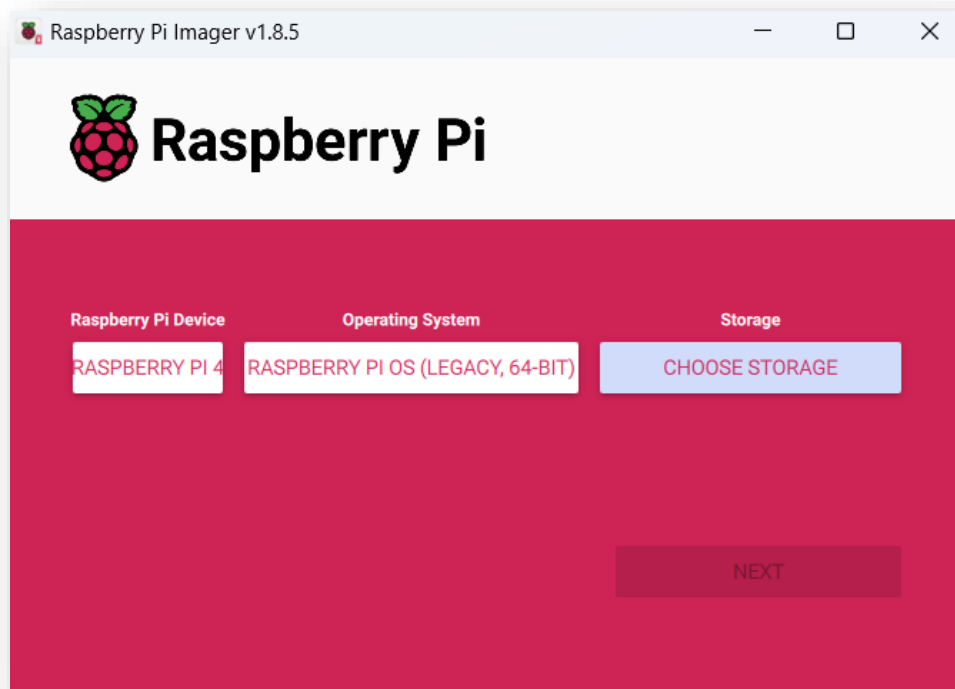 Raspberry Pi Imager v1.8.5
Raspberry Pi
Raspberry Pi Device
Operating System
Storage
RASPBERRY PI 4
RASPBERRY PI OS (LEGACY, 64-BIT)
CHOOSE STORAGE
NEXT